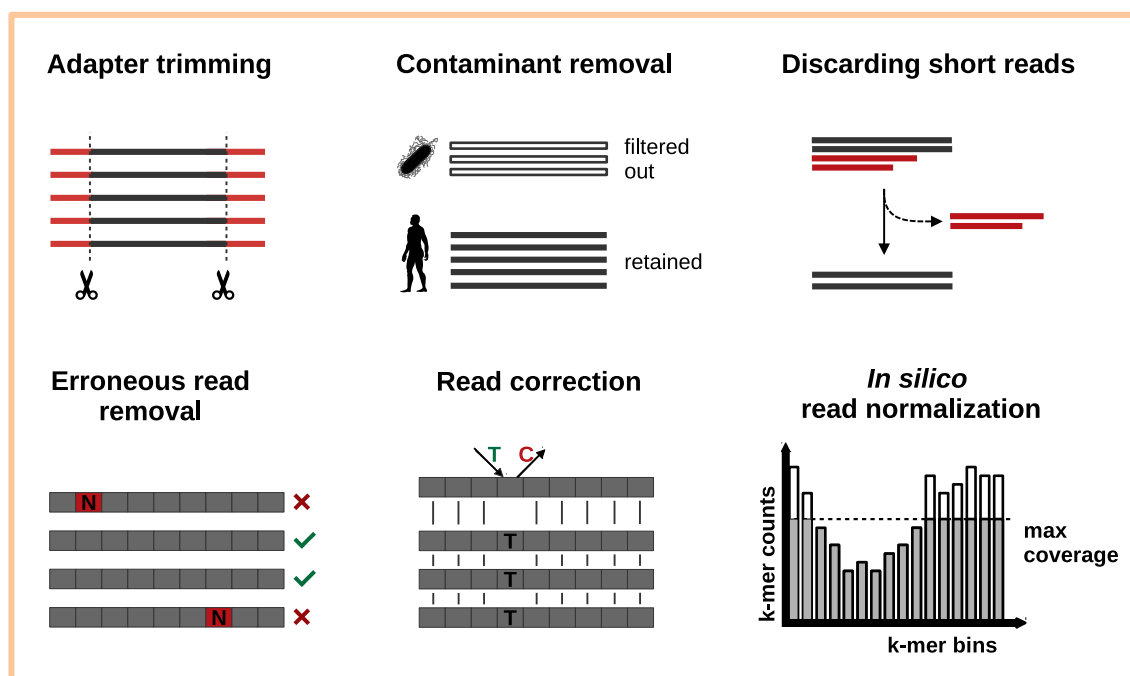 Adapter trimming
Contaminant removal
filtered
out
retained
Discarding short reads
Erroneous read
removal
N
N
Read correction
T C
T
T
T
In silico
read normalization
k-mer counts
max
coverage
k-mer bins